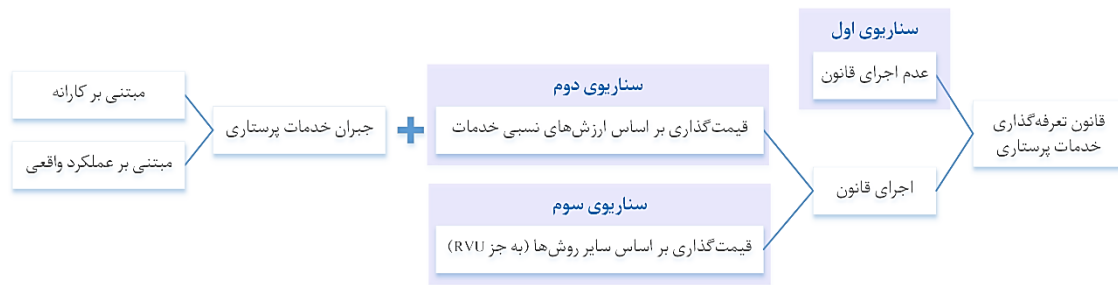 سناریوی اول
عدم اجرای قانون
قانون تعرفه‌گذاری
خدمات پرستاری
اجرای قانون
سناریوی دوم
قیمت‌گذاری بر اساس ارزش‌های نسبی خدمات
سناریوی سوم
قیمت‌گذاری بر اساس سایر روش‌ها (به جز RVU)
جبران خدمات پرستاری
مبتنی بر کارانه
مبتنی بر عملکرد واقعی